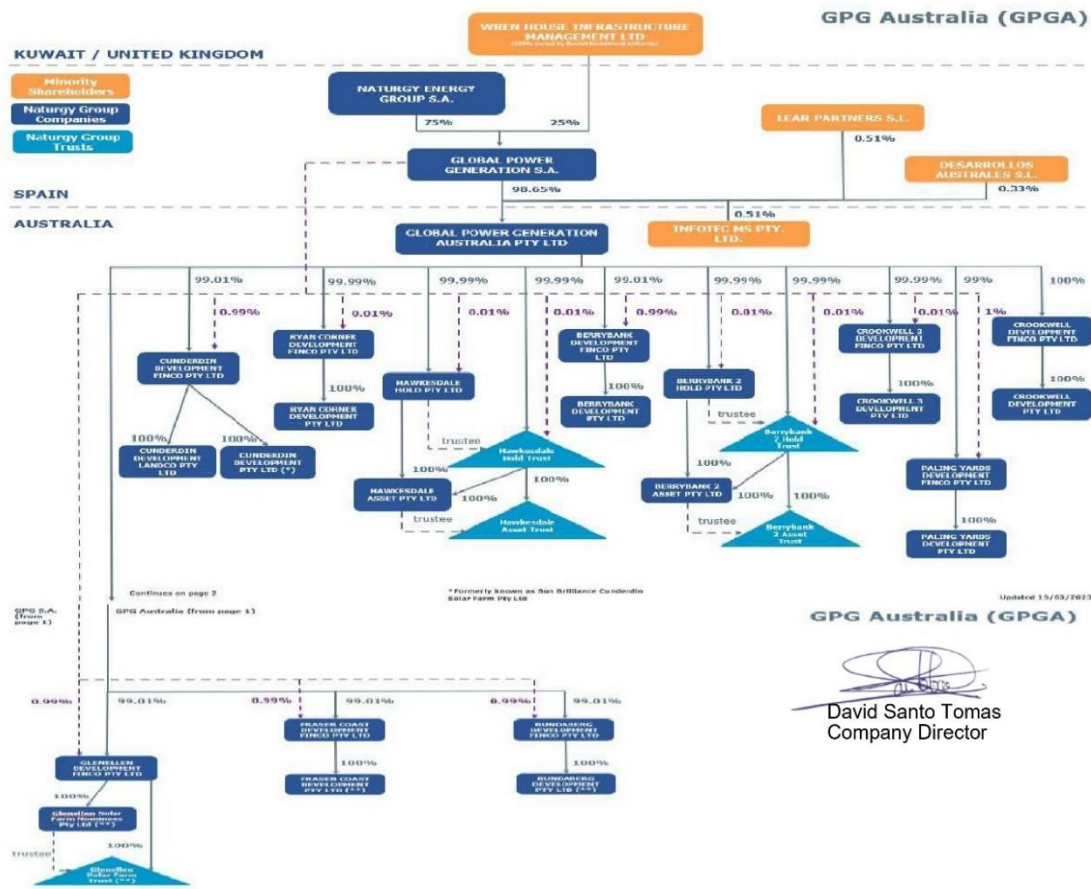 GPG Australia (GPGA)
WREN HOUSE INFRASTRUCTURE
MANAGEMENT LTD
KUWAIT / UNITED KINGDOM
Minority
Shareholders
Naturgy Group
Companies
Naturgy Group
Trusts
NATURGY ENERGY
GROUP S.A.
75%
25%
LEAR PARTNERS S.L.
0.51%
GLOBAL POWER
GENERATION S.A.
DESARROLLOS
AUSTRALES S.L.
98.65%
0.33%
SPAIN
AUSTRALIA
0.51%
GLOBAL POWER GENERATION
AUSTRALIA PTY LTD
INFOTEC MS PTY.
LTD.
99.01%
99.99%
99.99%
99.99%
99.01%
99.99%
99.99%
99.99%
99%
100%
0.99%
0.01%
0.01%
0.01%
0.99%
0.01%
0.01%
0.01%
1%
CUNDERDIN
DEVELOPMENT
FINCO PTY LTD
RYAN CORNER
DEVELOPMENT
FINCO PTY LTD
HAWKESDALE
HOLD PTY LTD
BERRYBANK
DEVELOPMENT
FINCO PTY
LTD
BERRYBANK 2
HOLD PTY LTD
CROOKWELL 3
DEVELOPMENT
FINCO PTY LTD
CROOKWELL
DEVELOPMENT
FINCO PTY LTD
100%
100%
100%
100%
RYAN CORNER
DEVELOPMENT
PTY LTD
BERRYBANK
DEVELOPMENT
PTY LTD
CROOKWELL 3
DEVELOPMENT
PTY LTD
CROOKWELL
DEVELOPMENT
PTY LTD
100%
100%
trustee
trustee
CUNDERDIN
DEVELOPMENT
LANDCO PTY
LTD
CUNDERDIN
DEVELOPMENT
PTY LTD (*)
Hawkesdale
Hold Trust
Berrybank
2 Hold
Trust
100%
100%
100%
100%
100%
100%
HAWKESDALE
ASSET PTY LTD
BERRYBANK 2
ASSET PTY LTD
PALING YARDS
DEVELOPMENT
FINCO PTY LTD
trustee
trustee
Hawkesdale
Asset Trust
Berrybank
2 Asset
Trust
100%
PALING YARDS
DEVELOPMENT
PTY LTD
Continues on page 2
*Formerly known as Sun Brilliance Cunderdin
Solar Farm Pty Ltd
Updated 15/03/2023
GPG S.A.
(from
page 1)
GPG Australia (from page 1)
GPG Australia (GPGA)
David Santo Tomas
Company Director
0.99%
99.01%
0.99%
99.01%
0.99%
99.01%
GLENELLEN
DEVELOPMENT
FINCO PTY LTD
FRASER COAST
DEVELOPMENT
FINCO PTY LTD
BUNDABERG
DEVELOPMENT
FINCO PTY LTD
100%
100%
100%
FRASER COAST
DEVELOPMENT
PTY LTD (**)
BUNDABERG
DEVELOPMENT
PTY LTD (**)
Glenellen Solar
Farm Nominees
Pty Ltd (**)
trustee
100%
Glenellen
Solar Farm
Trust (**)